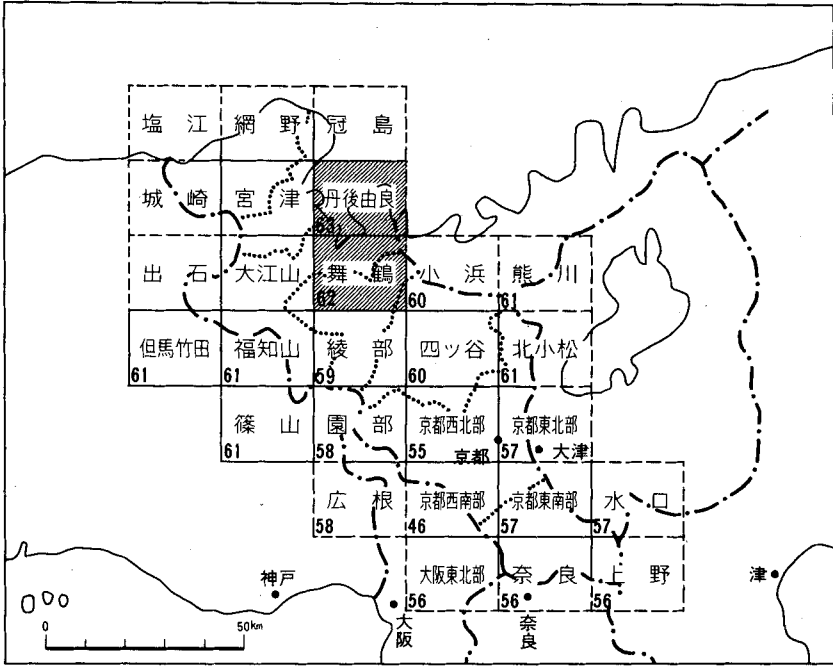 塩江 網野 冠島
城崎 宮津 丹後由良
63
出石 大江山 舞鶴 小浜 熊川
62 60 61
但馬竹田 福知山 綾部 四ッ谷 北小松
61 61 59 60 61
篠山 園部 京都西北部 京都東北部
京都 大津
61 58 55 57
広根 京都西南部 京都東南部 水口
58 46 57 57
大阪東北部 奈良 上野
56 56 56
神戸
津
大阪
奈良
0 50km